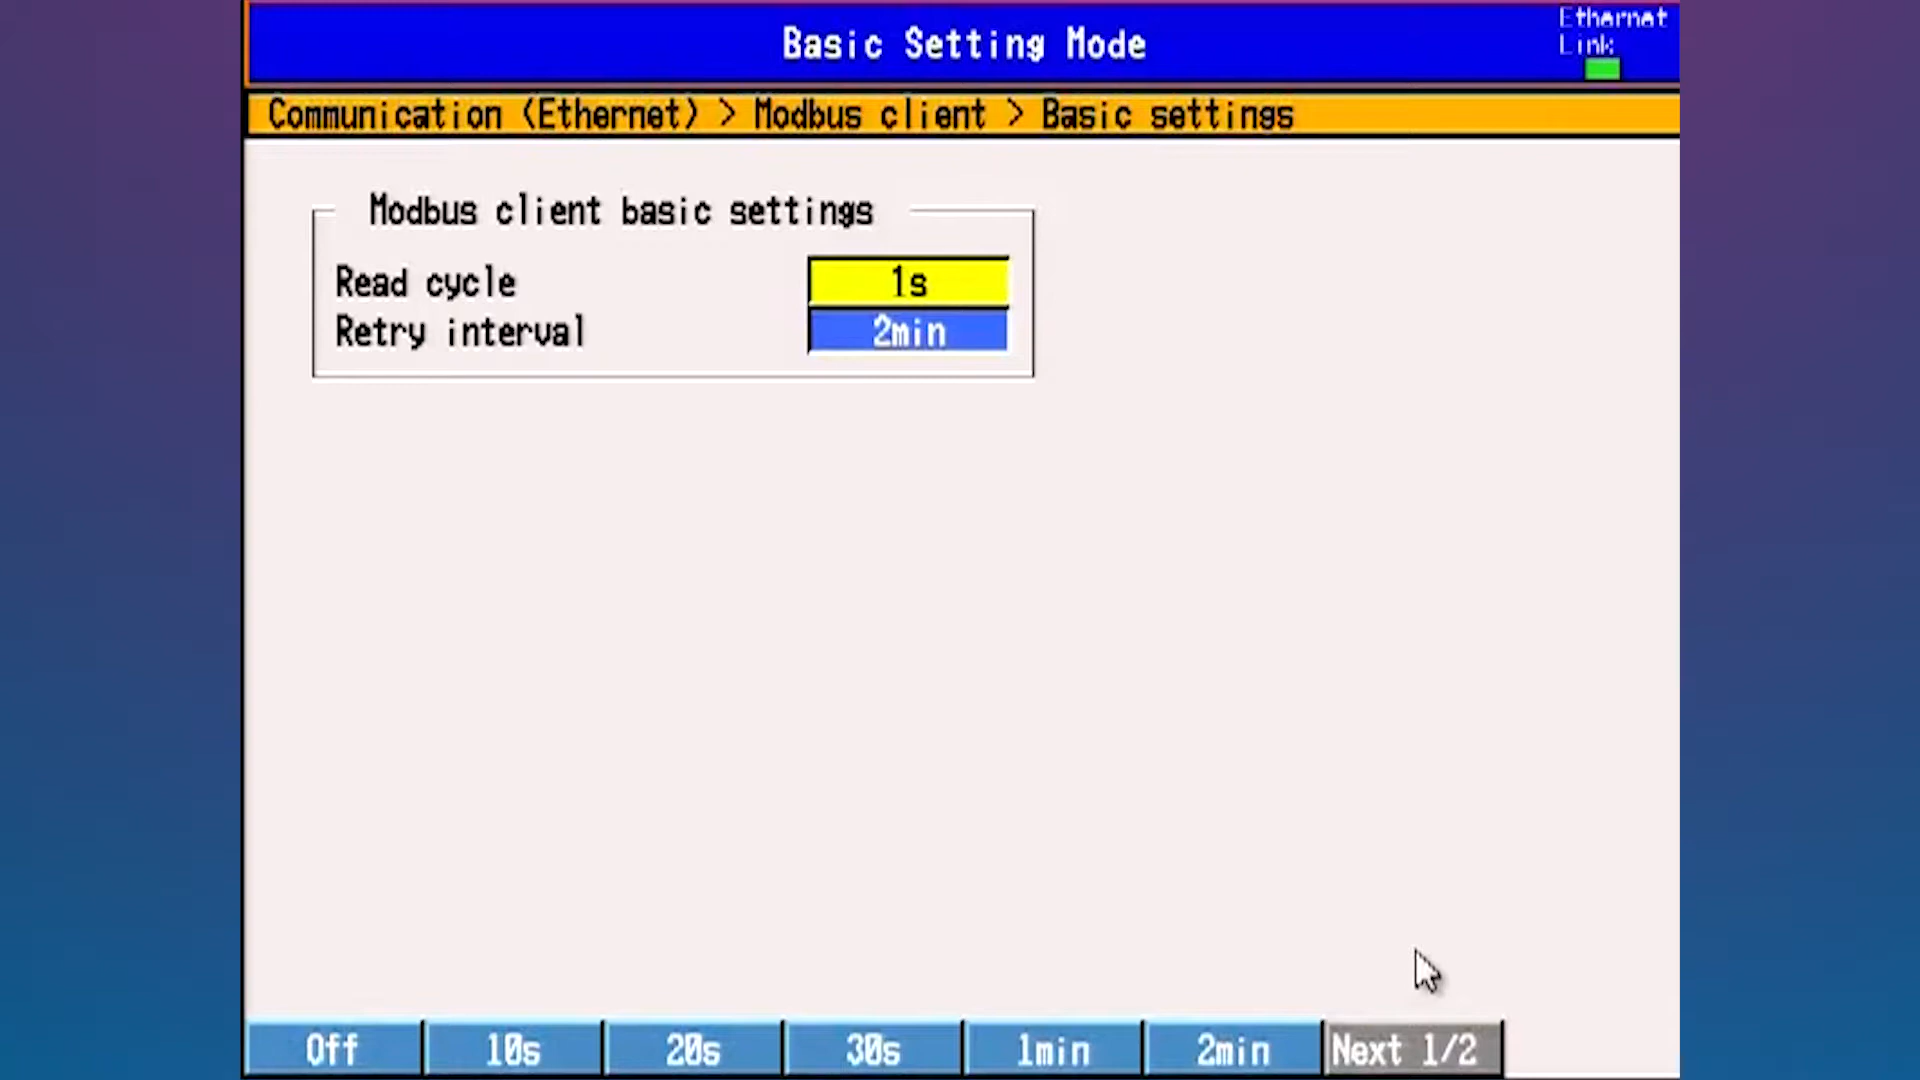 Basic Setting Mode
Ethernet
Link
Communication (Ethernet) > Modbus client > Basic settings
Modbus client basic settings
Read cycle 1s
Retry interval 2min
Off 10s 20s 30s 1min 2min Next 1/2